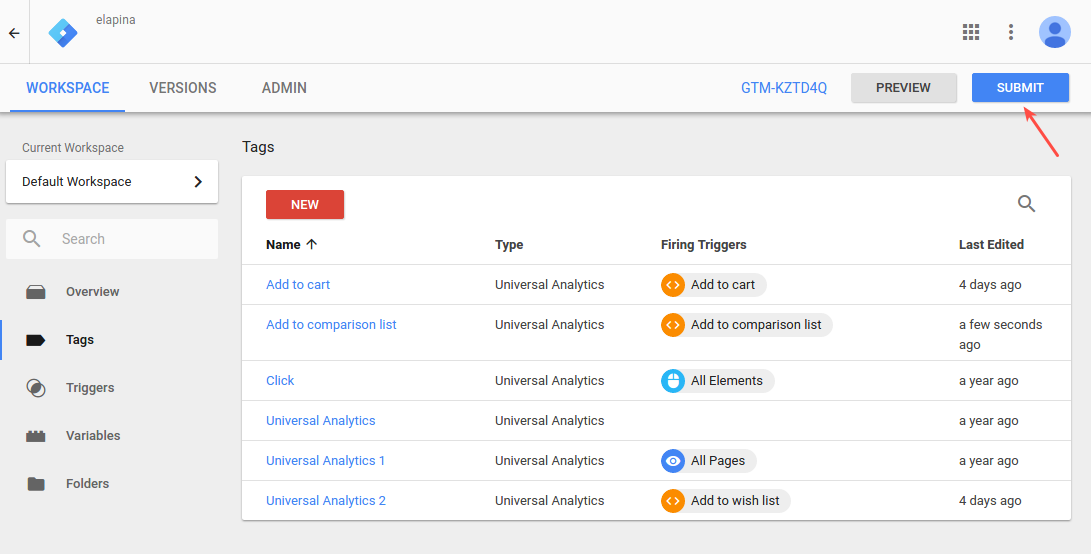 elapina
WORKSPACE VERSIONS ADMIN GTM-KZTD4Q PREVIEW SUBMIT
Current Workspace
Default Workspace
Search
Overview
Tags
Triggers
Variables
Folders
Tags
NEW
Name Type Firing Triggers Last Edited
Add to cart Universal Analytics Add to cart 4 days ago
Add to comparison list Universal Analytics Add to comparison list a few seconds
ago
Click Universal Analytics All Elements a year ago
Universal Analytics Universal Analytics a year ago
Universal Analytics 1 Universal Analytics All Pages a year ago
Universal Analytics 2 Universal Analytics Add to wish list 4 days ago